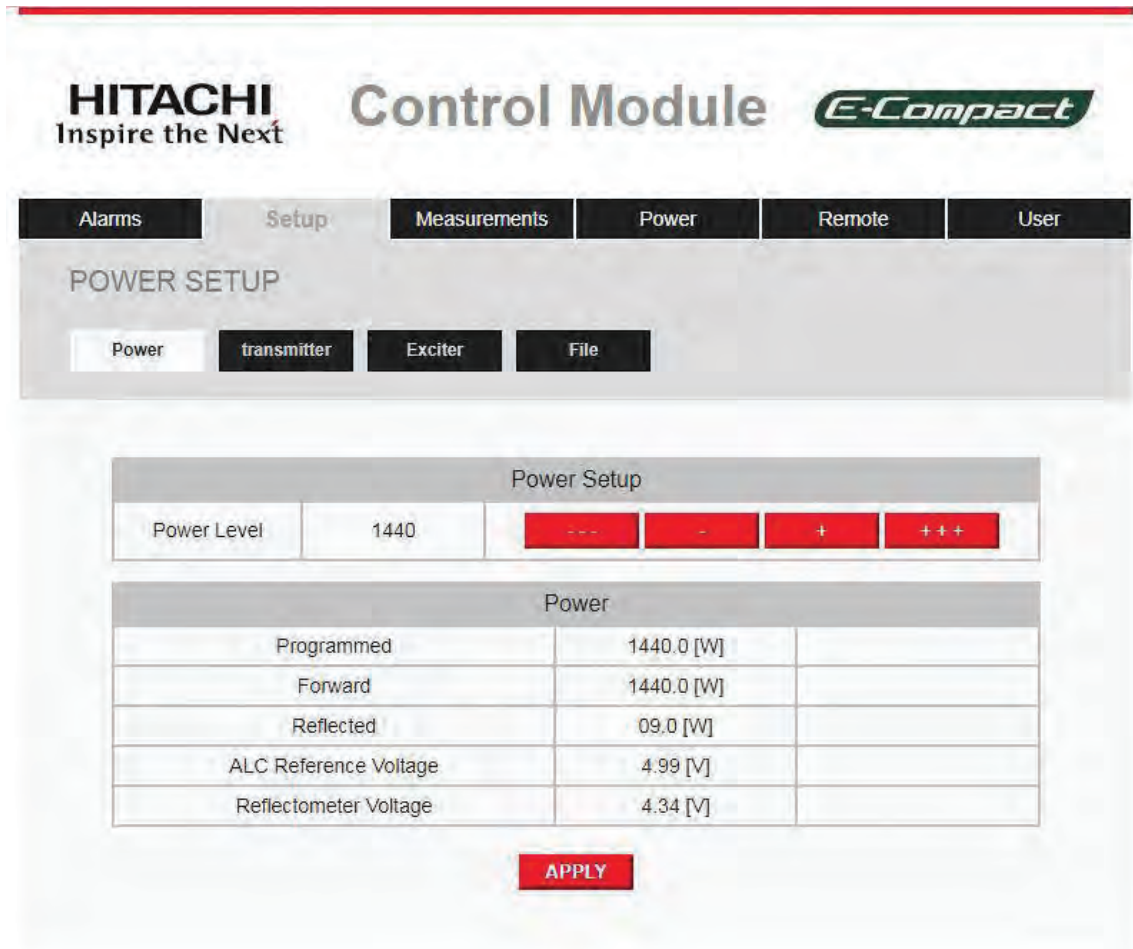 HITACHI
Inspire the Next
Control Module
E-Compact
Alarms Setup Measurements Power Remote User
POWER SETUP
Power transmitter Exciter File
Power Setup
Power Level 1440 --- - + +++
Power
Programmed 1440.0 [W]
Forward 1440.0 [W]
Reflected 09.0 [W]
ALC Reference Voltage 4.99 [V]
Reflectometer Voltage 4.34 [V]
APPLY